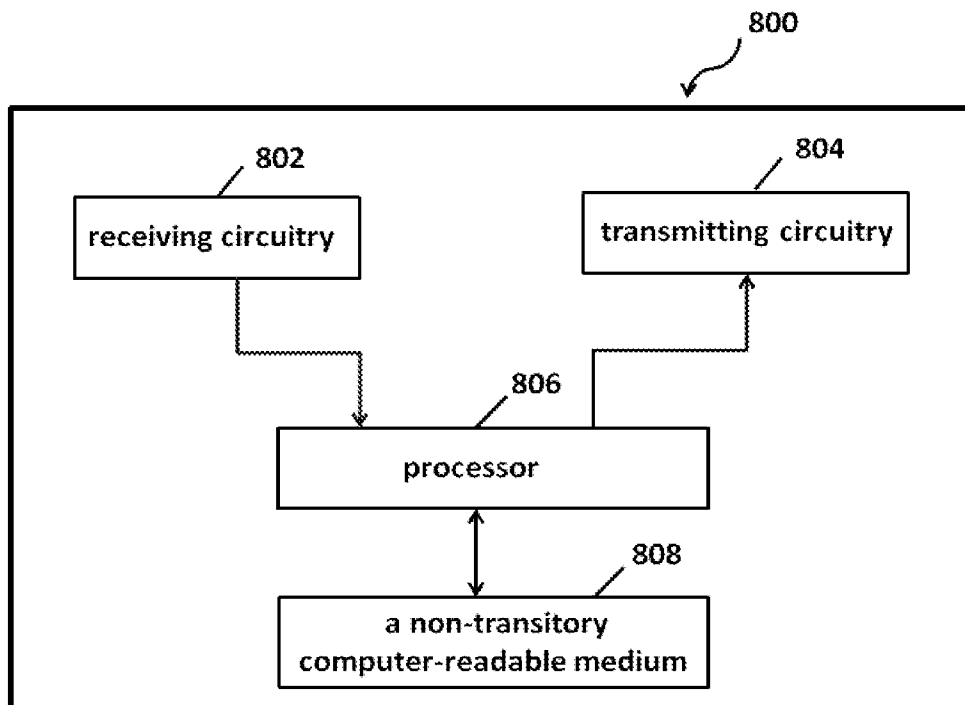 800
802
804
receiving circuitry
transmitting circuitry
806
processor
808
a non-transitory
computer-readable medium